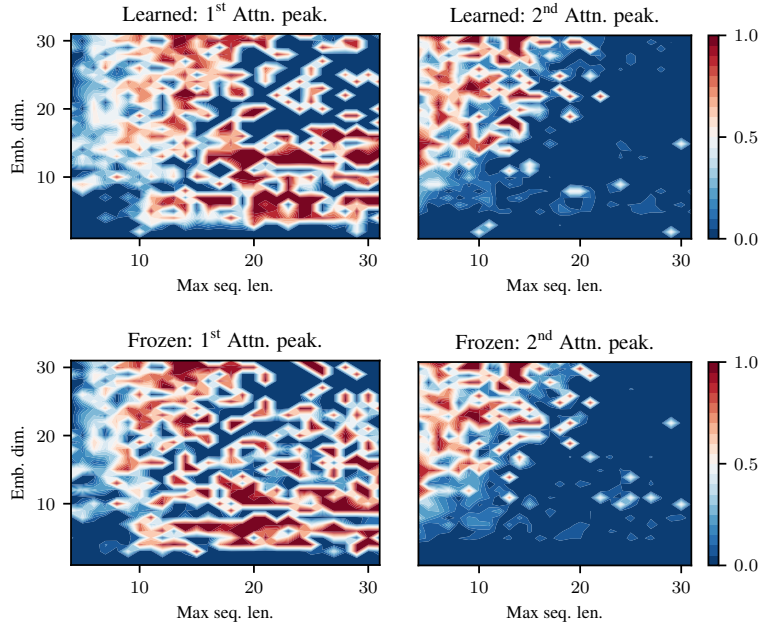 Learned: 1st Attn. peak.
Learned: 2nd Attn. peak.
30
20
10
Emb. dim.
10 20 30
Max seq. len.
10 20 30
Max seq. len.
1.0
0.5
0.0
Frozen: 1st Attn. peak.
Frozen: 2nd Attn. peak.
30
20
10
Emb. dim.
10 20 30
Max seq. len.
10 20 30
Max seq. len.
1.0
0.5
0.0